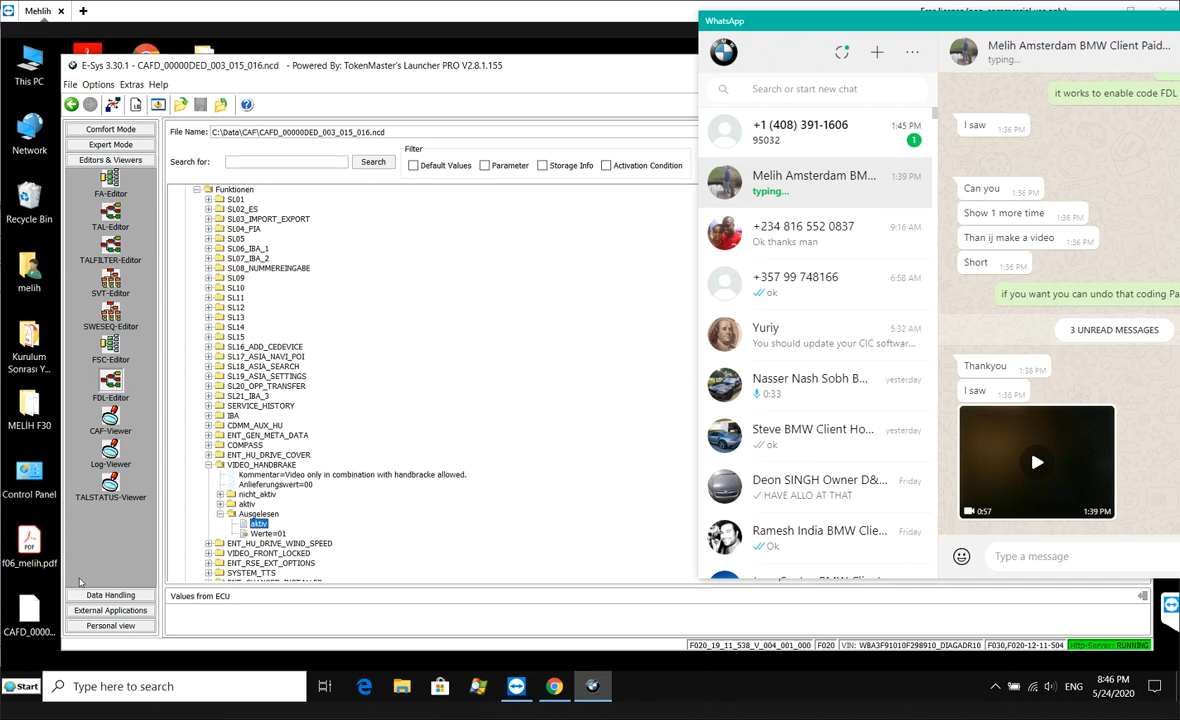 Mehlih
This PC
Network
Recycle Bin
melih
Kurulum
Sonrası Y...
MELİH F30
Control Panel
f06_melih.pdf
CAFD_0000...
E-Sys 3.30.1 - CAFD_00000DED_003_015_016.ncd - Powered By: TokenMaster's Launcher PRO V2.8.1.155
File Options Extras Help
Comfort Mode
Expert Mode
Editors & Viewers
FA-Editor
TAL-Editor
TALFILTER-Editor
SVT-Editor
SWESEQ-Editor
FSC-Editor
FDL-Editor
CAF-Viewer
Log-Viewer
TALSTATUS-Viewer
Data Handling
External Applications
Personal view
File Name: C:\Data\CAF\CAFD_00000DED_003_015_016.ncd
Search for: Search
Filter
Default Values Parameter Storage Info Activation Condition
Funktionen
SL01
SL02_ES
SL03_IMPORT_EXPORT
SL04_PIA
SL05
SL06_IBA_1
SL07_IBA_2
SL08_NUMMEREINGABE
SL09
SL10
SL11
SL12
SL13
SL14
SL15
SL16_ADD_CEDEVICE
SL17_ASIA_NAVI_POI
SL18_ASIA_SEARCH
SL19_ASIA_SETTINGS
SL20_OPP_TRANSFER
SL21_IBA_3
SERVICE_HISTORY
IBA
CDMM_AUX_HU
ENT_GEN_META_DATA
COMPASS
ENT_HU_DRIVE_COVER
VIDEO_HANDBRAKE
Kommentar=Video only in combination with handbracke allowed.
Anlieferungswert=00
nicht_aktiv
aktiv
Ausgelesen
aktiv
Werte=01
ENT_HU_DRIVE_WIND_SPEED
VIDEO_FRONT_LOCKED
ENT_RSE_EXT_OPTIONS
SYSTEM_TTS
Values from ECU
F020_19_11_538_V_004_001_000 F020 VIN: WBA3F91010F298910_DIAGADR10 F030,F020-12-11-504 Http-Server: RUNNING
WhatsApp
Search or start new chat
+1 (408) 391-1606 1:45 PM
95032 1
Melih Amsterdam BM... 1:39 PM
typing...
+234 816 552 0837 9:16 AM
Ok thanks man
+357 99 748166 6:58 AM
ok
Yuriy 5:32 AM
You should update your CIC softwar...
Nasser Nash Sobh B... yesterday
0:33
Steve BMW Client Ho... yesterday
ok
Deon SINGH Owner D&... Friday
HAVE ALLO AT THAT
Ramesh India BMW Clie... Friday
Ok
Melih Amsterdam BMW Client Paid...
typing...
it works to enable code FDL
I saw 1:36 PM
Can you 1:36 PM
Show 1 more time 1:36 PM
Than ij make a video 1:36 PM
Short 1:36 PM
if you want you can undo that coding Pa
3 UNREAD MESSAGES
Thankyou 1:38 PM
I saw 1:38 PM
0:57 1:39 PM
Type a message
Start Type here to search
ENG
8:46 PM
5/24/2020